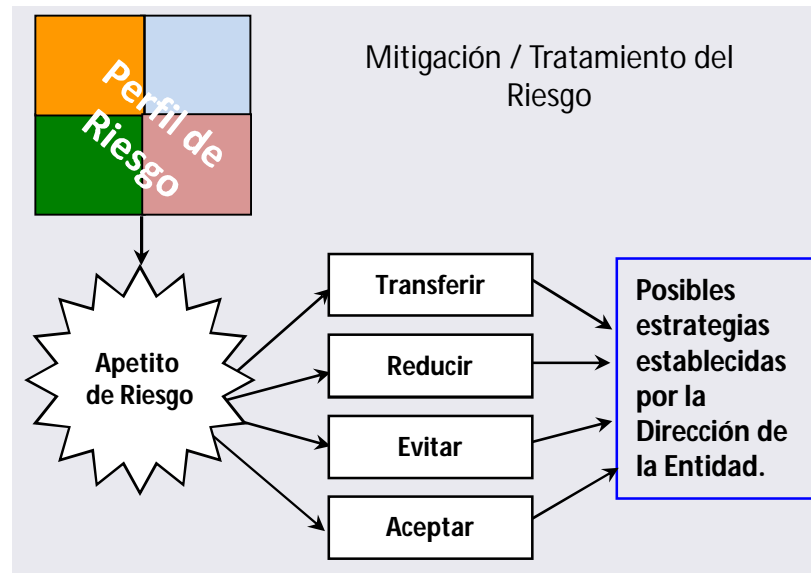 Mitigación / Tratamiento del
Riesgo
Perfil de
Riesgo
Apetito
de Riesgo
Transferir
Reducir
Evitar
Aceptar
Posibles
estrategias
establecidas
por la
Dirección de
la Entidad.